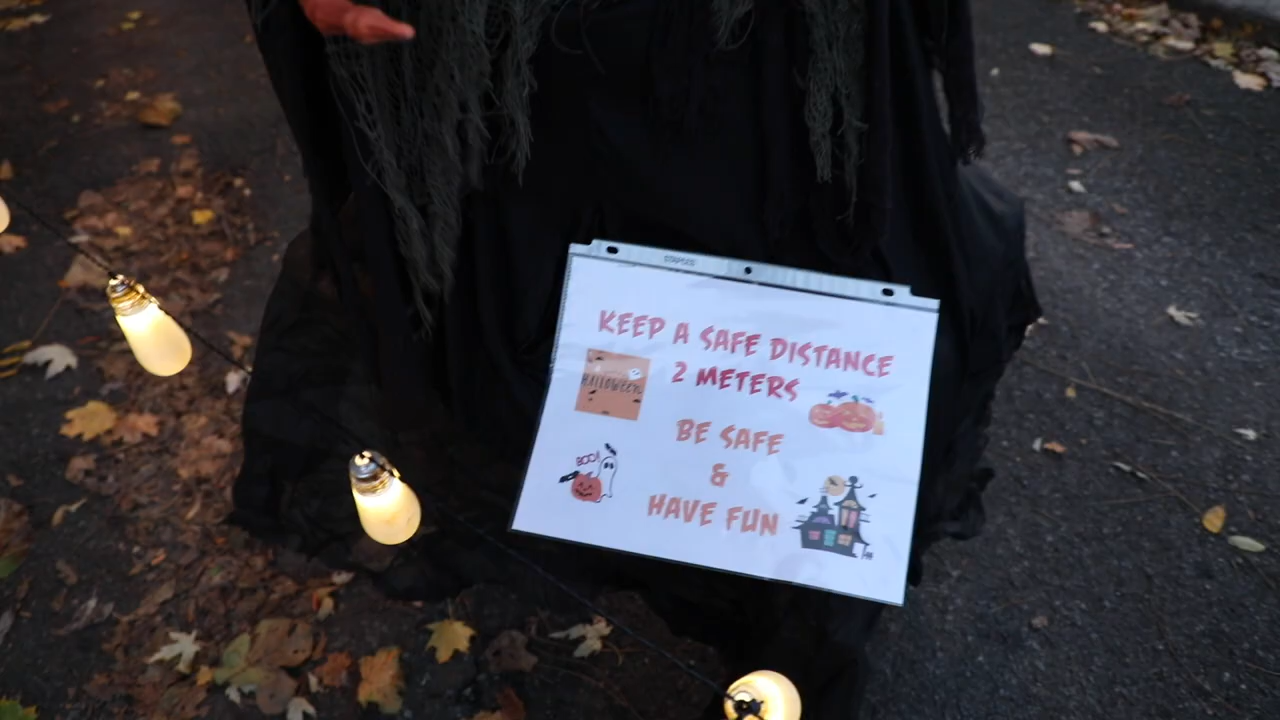 KEEP A SAFE DISTANCE
2 METERS
HALLOWEEN
BE SAFE
&
BOO!
HAVE FUN